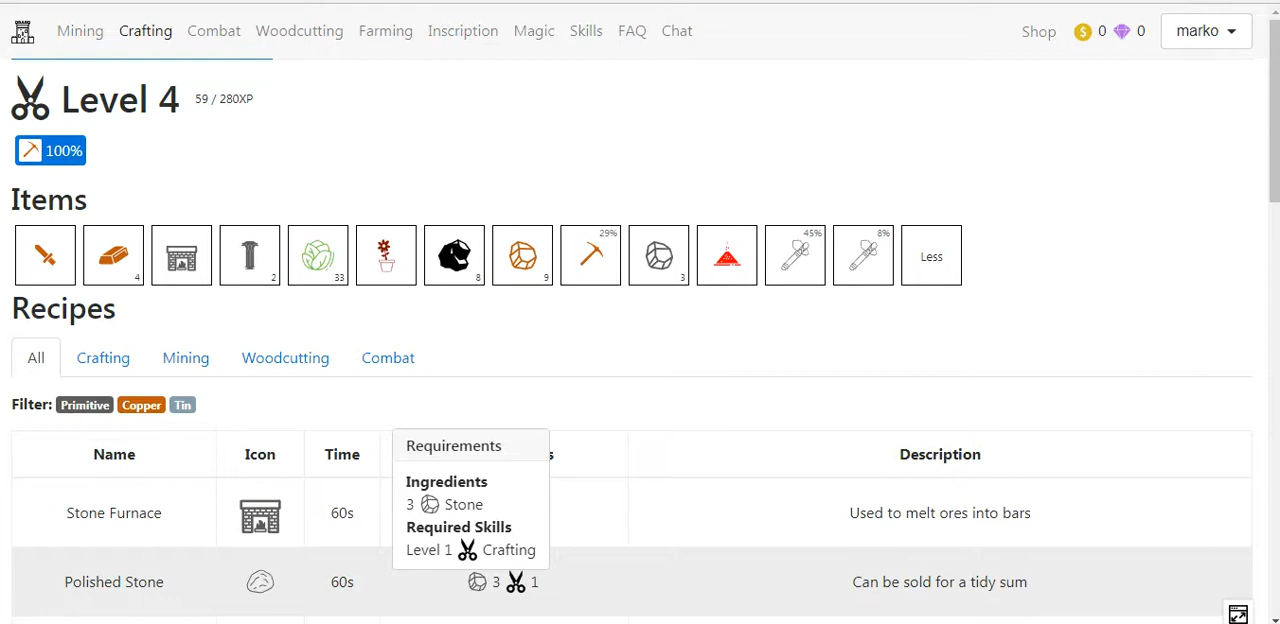 Mining Crafting Combat Woodcutting Farming Inscription Magic Skills FAQ Chat Shop $ 0 0 marko
Level 4 59 / 280XP
100%
Items
4 2 33 8 9 29% 3 45% 8% Less
Recipes
All Crafting Mining Woodcutting Combat
Filter: Primitive Copper Tin
Requirements
Ingredients
3 Stone
Required Skills
Level 1 Crafting
Name Icon Time s Description
Stone Furnace 60s Used to melt ores into bars
Polished Stone 60s 3 1 Can be sold for a tidy sum